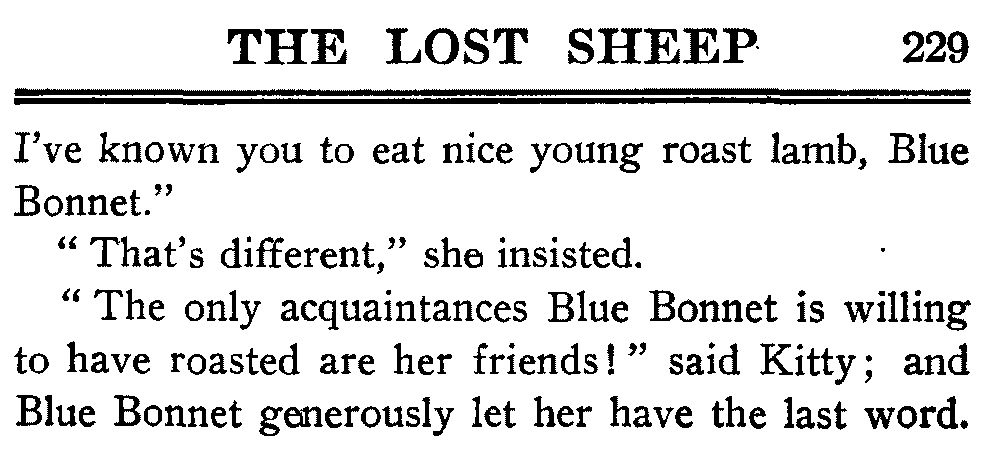 THE LOST SHEEP 229
I've known you to eat nice young roast lamb, Blue
Bonnet."
" That's different," she insisted.
" The only acquaintances Blue Bonnet is willing
to have roasted are her friends! " said Kitty; and
Blue Bonnet generously let her have the last word.